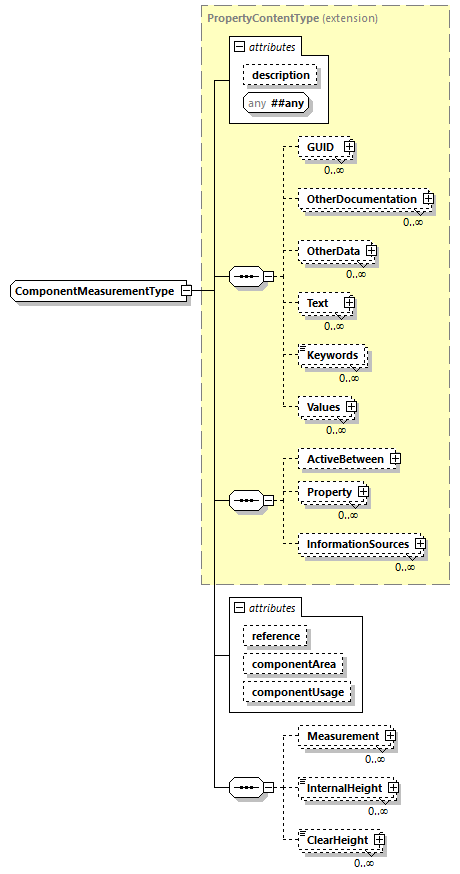 PropertyContentType (extension)
attributes
description
any ##any
GUID
0..∞
OtherDocumentation
0..∞
OtherData
0..∞
ComponentMeasurementType
Text
0..∞
Keywords
0..∞
Values
0..∞
ActiveBetween
Property
0..∞
InformationSources
0..∞
attributes
reference
componentArea
componentUsage
Measurement
0..∞
InternalHeight
0..∞
ClearHeight
0..∞